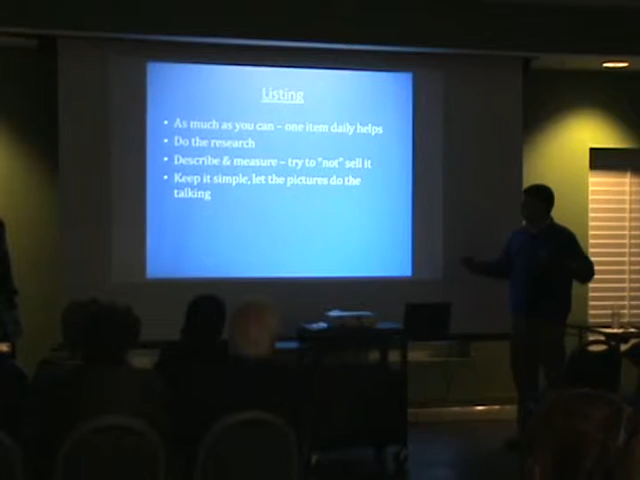 Listing
• As much as you can – one item daily helps
• Do the research
• Describe & measure – try to "not" sell it
• Keep it simple, let the pictures do the
talking